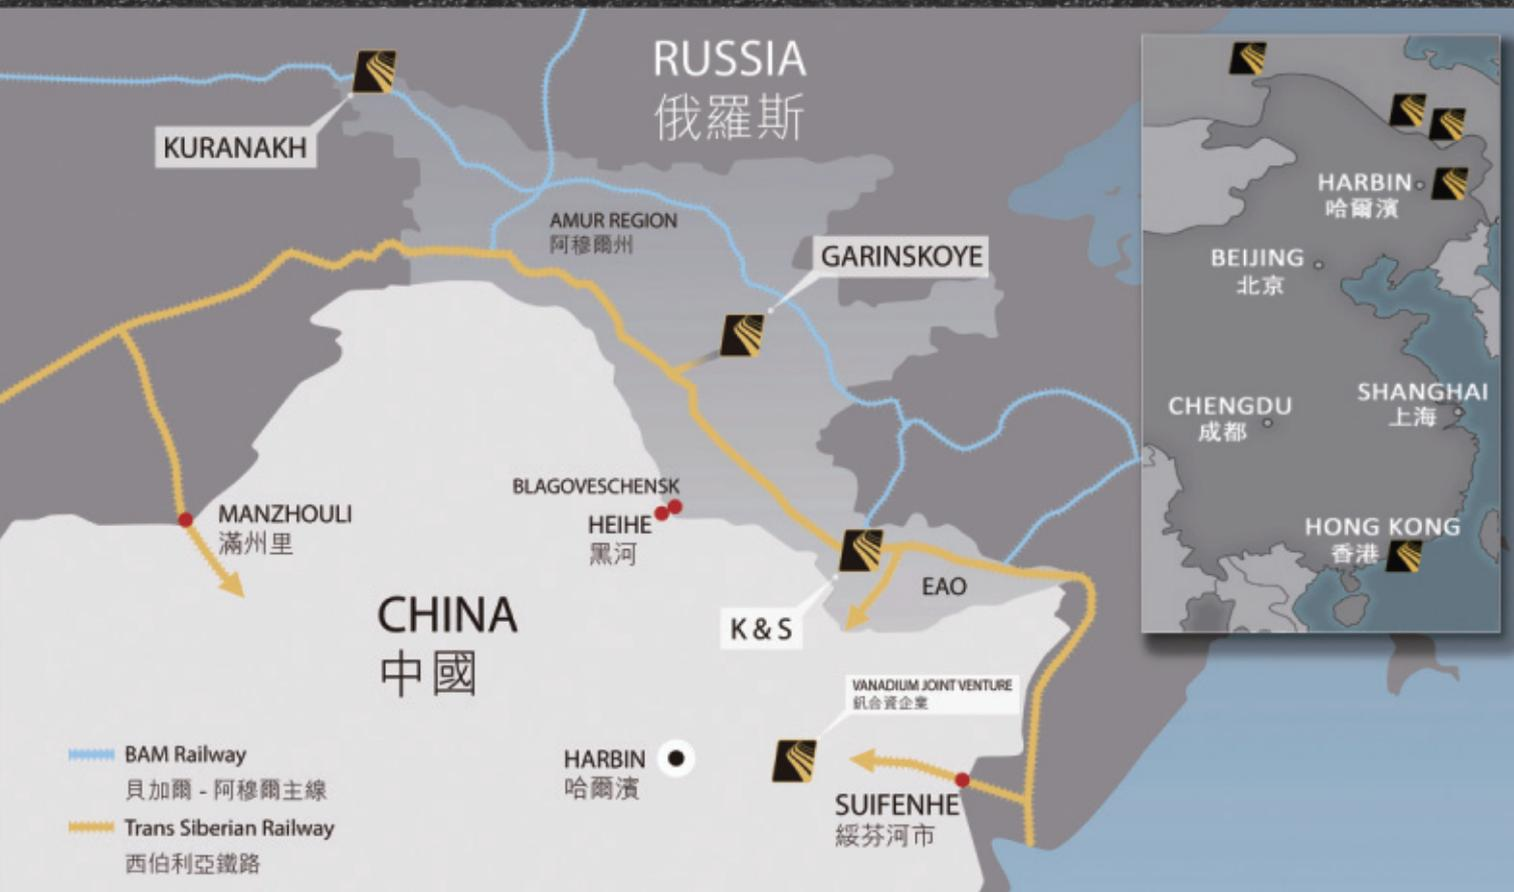 RUSSIA
俄羅斯
KURANAKH
AMUR REGION
阿穆爾州
GARINSKOYE
BLAGOVESCHENSK
HEIHE
黑河
MANZHOULI
滿州里
CHINA
中國
EAO
K & S
VANADIUM JOINT VENTURE
釩合資企業
HARBIN
哈爾濱
SUIFENHE
綏芬河市
BAM Railway
貝加爾 - 阿穆爾主線
Trans Siberian Railway
西伯利亞鐵路
HARBIN
哈爾濱
BEIJING
北京
SHANGHAI
上海
CHENGDU
成都
HONG KONG
香港